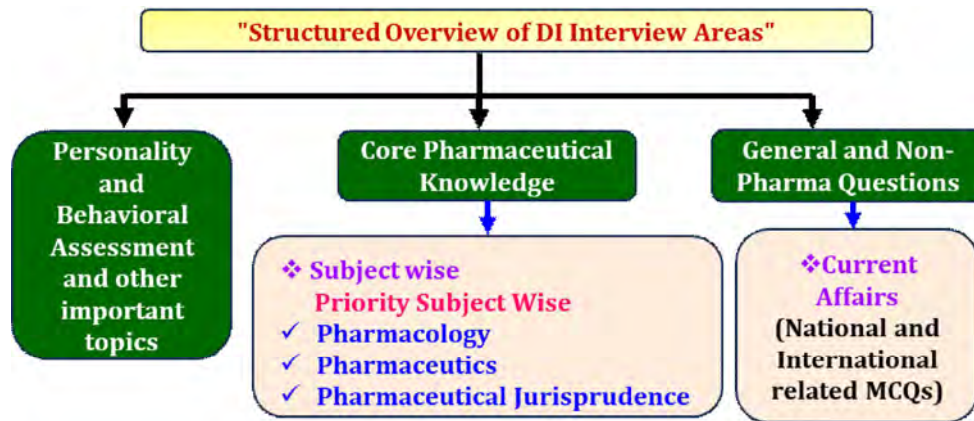 "Structured Overview of DI Interview Areas"
Personality
and
Behavioral
Assessment
and other
important
topics
Core Pharmaceutical
Knowledge
❖ Subject wise
Priority Subject Wise
✓ Pharmacology
✓ Pharmaceutics
✓ Pharmaceutical Jurisprudence
General and Non-
Pharma Questions
❖Current
Affairs
(National and
International
related MCQs)